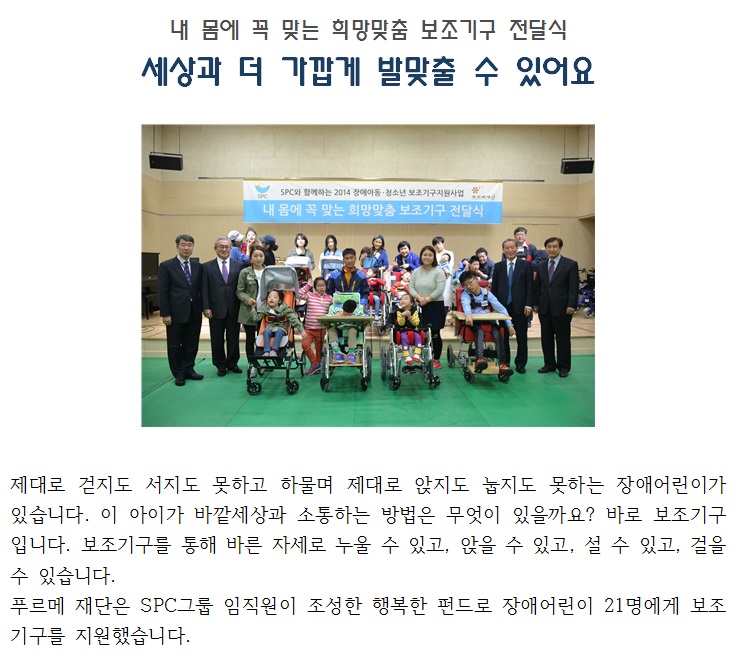 내 몸에 꼭 맞는 희망맞춤 보조기구 전달식
세상과 더 가깝게 발맞출 수 있어요
SPC와 함께하는 2014 장애아동·청소년 보조기구지원사업
SPC
푸르메재단
내 몸에 꼭 맞는 희망맞춤 보조기구 전달식
제대로 걷지도 서지도 못하고 하물며 제대로 앉지도 눕지도 못하는 장애어린이가
있습니다. 이 아이가 바깥세상과 소통하는 방법은 무엇이 있을까요? 바로 보조기구
입니다. 보조기구를 통해 바른 자세로 누울 수 있고, 앉을 수 있고, 설 수 있고, 걸을
수 있습니다.
푸르메 재단은 SPC그룹 임직원이 조성한 행복한 펀드로 장애어린이 21명에게 보조
기구를 지원했습니다.